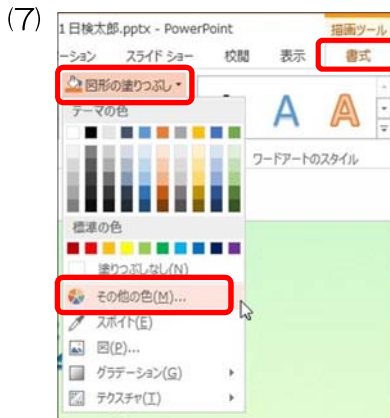 (7)
1日検太郎.pptx - PowerPoint
描画ツール
ーション スライド ショー 校閲 表示 書式
図形の塗りつぶし
テーマの色
A A
ワードアートのスタイル
標準の色
塗りつぶしなし(N)
その他の色(M)...
スポイト(E)
図(P)...
グラデーション(G)
テクスチャ(T)